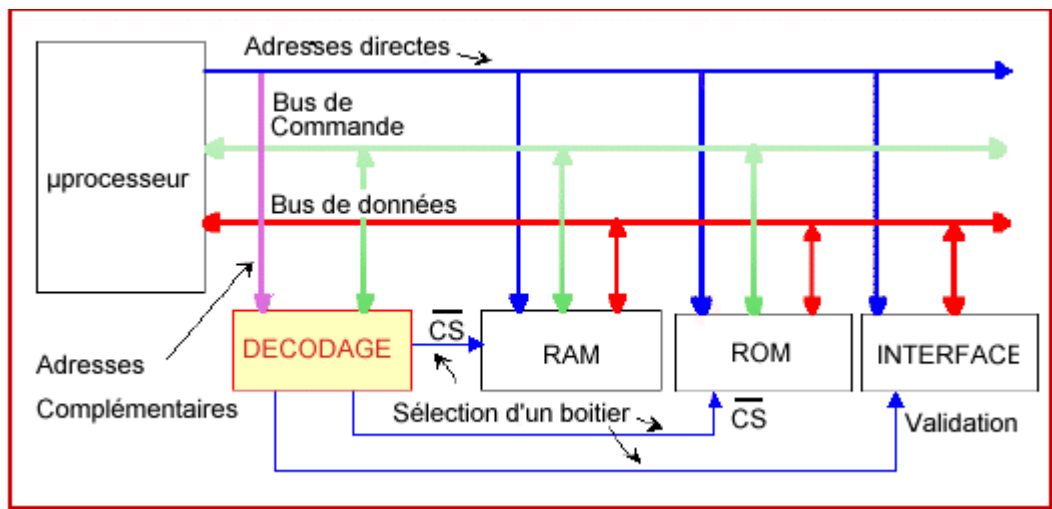 Adresses directes
Bus de
Commande
µprocesseur
Bus de données
CS
DECODAGE
RAM
ROM
INTERFACE
Adresses
Complémentaires
Sélection d'un boitier
CS
Validation